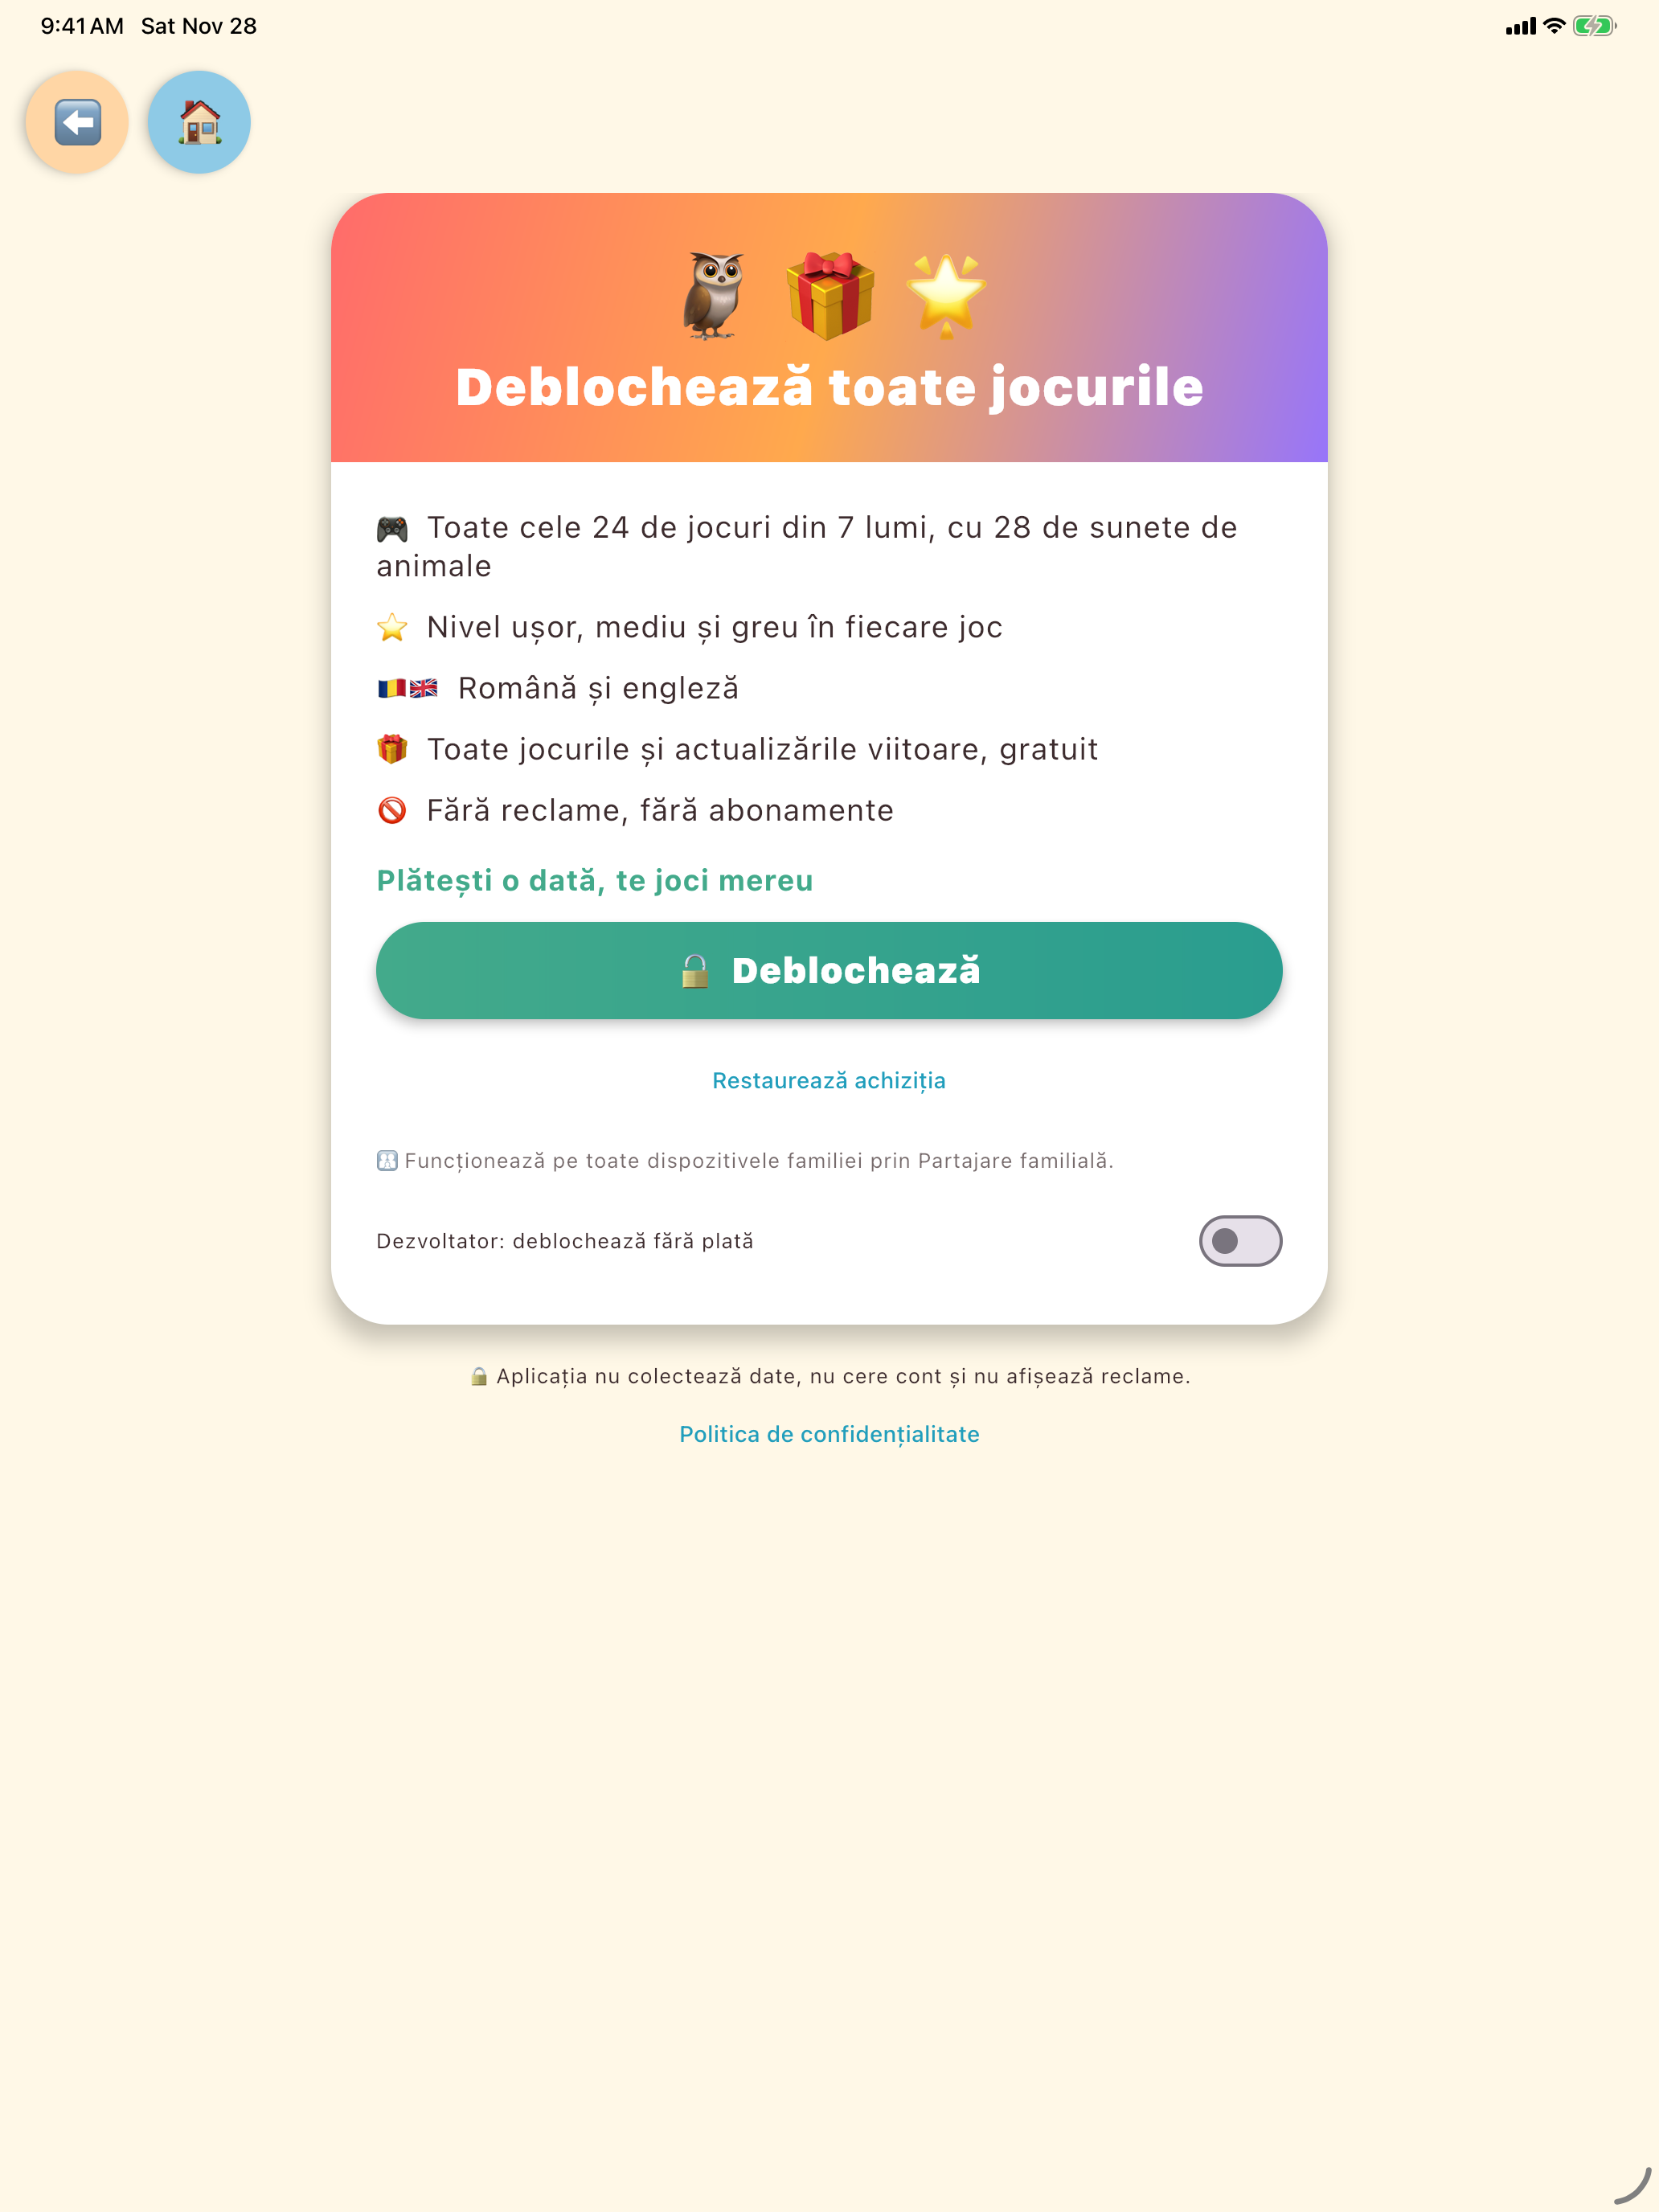 9:41 AM Sat Nov 28
Deblochează toate jocurile
Toate cele 24 de jocuri din 7 lumi, cu 28 de sunete de
animale
Nivel ușor, mediu și greu în fiecare joc
Română și engleză
Toate jocurile și actualizările viitoare, gratuit
Fără reclame, fără abonamente
Plătești o dată, te joci mereu
Deblochează
Restaurează achiziția
Funcționează pe toate dispozitivele familiei prin Partajare familială.
Dezvoltator: deblochează fără plată
Aplicația nu colectează date, nu cere cont și nu afișează reclame.
Politica de confidențialitate